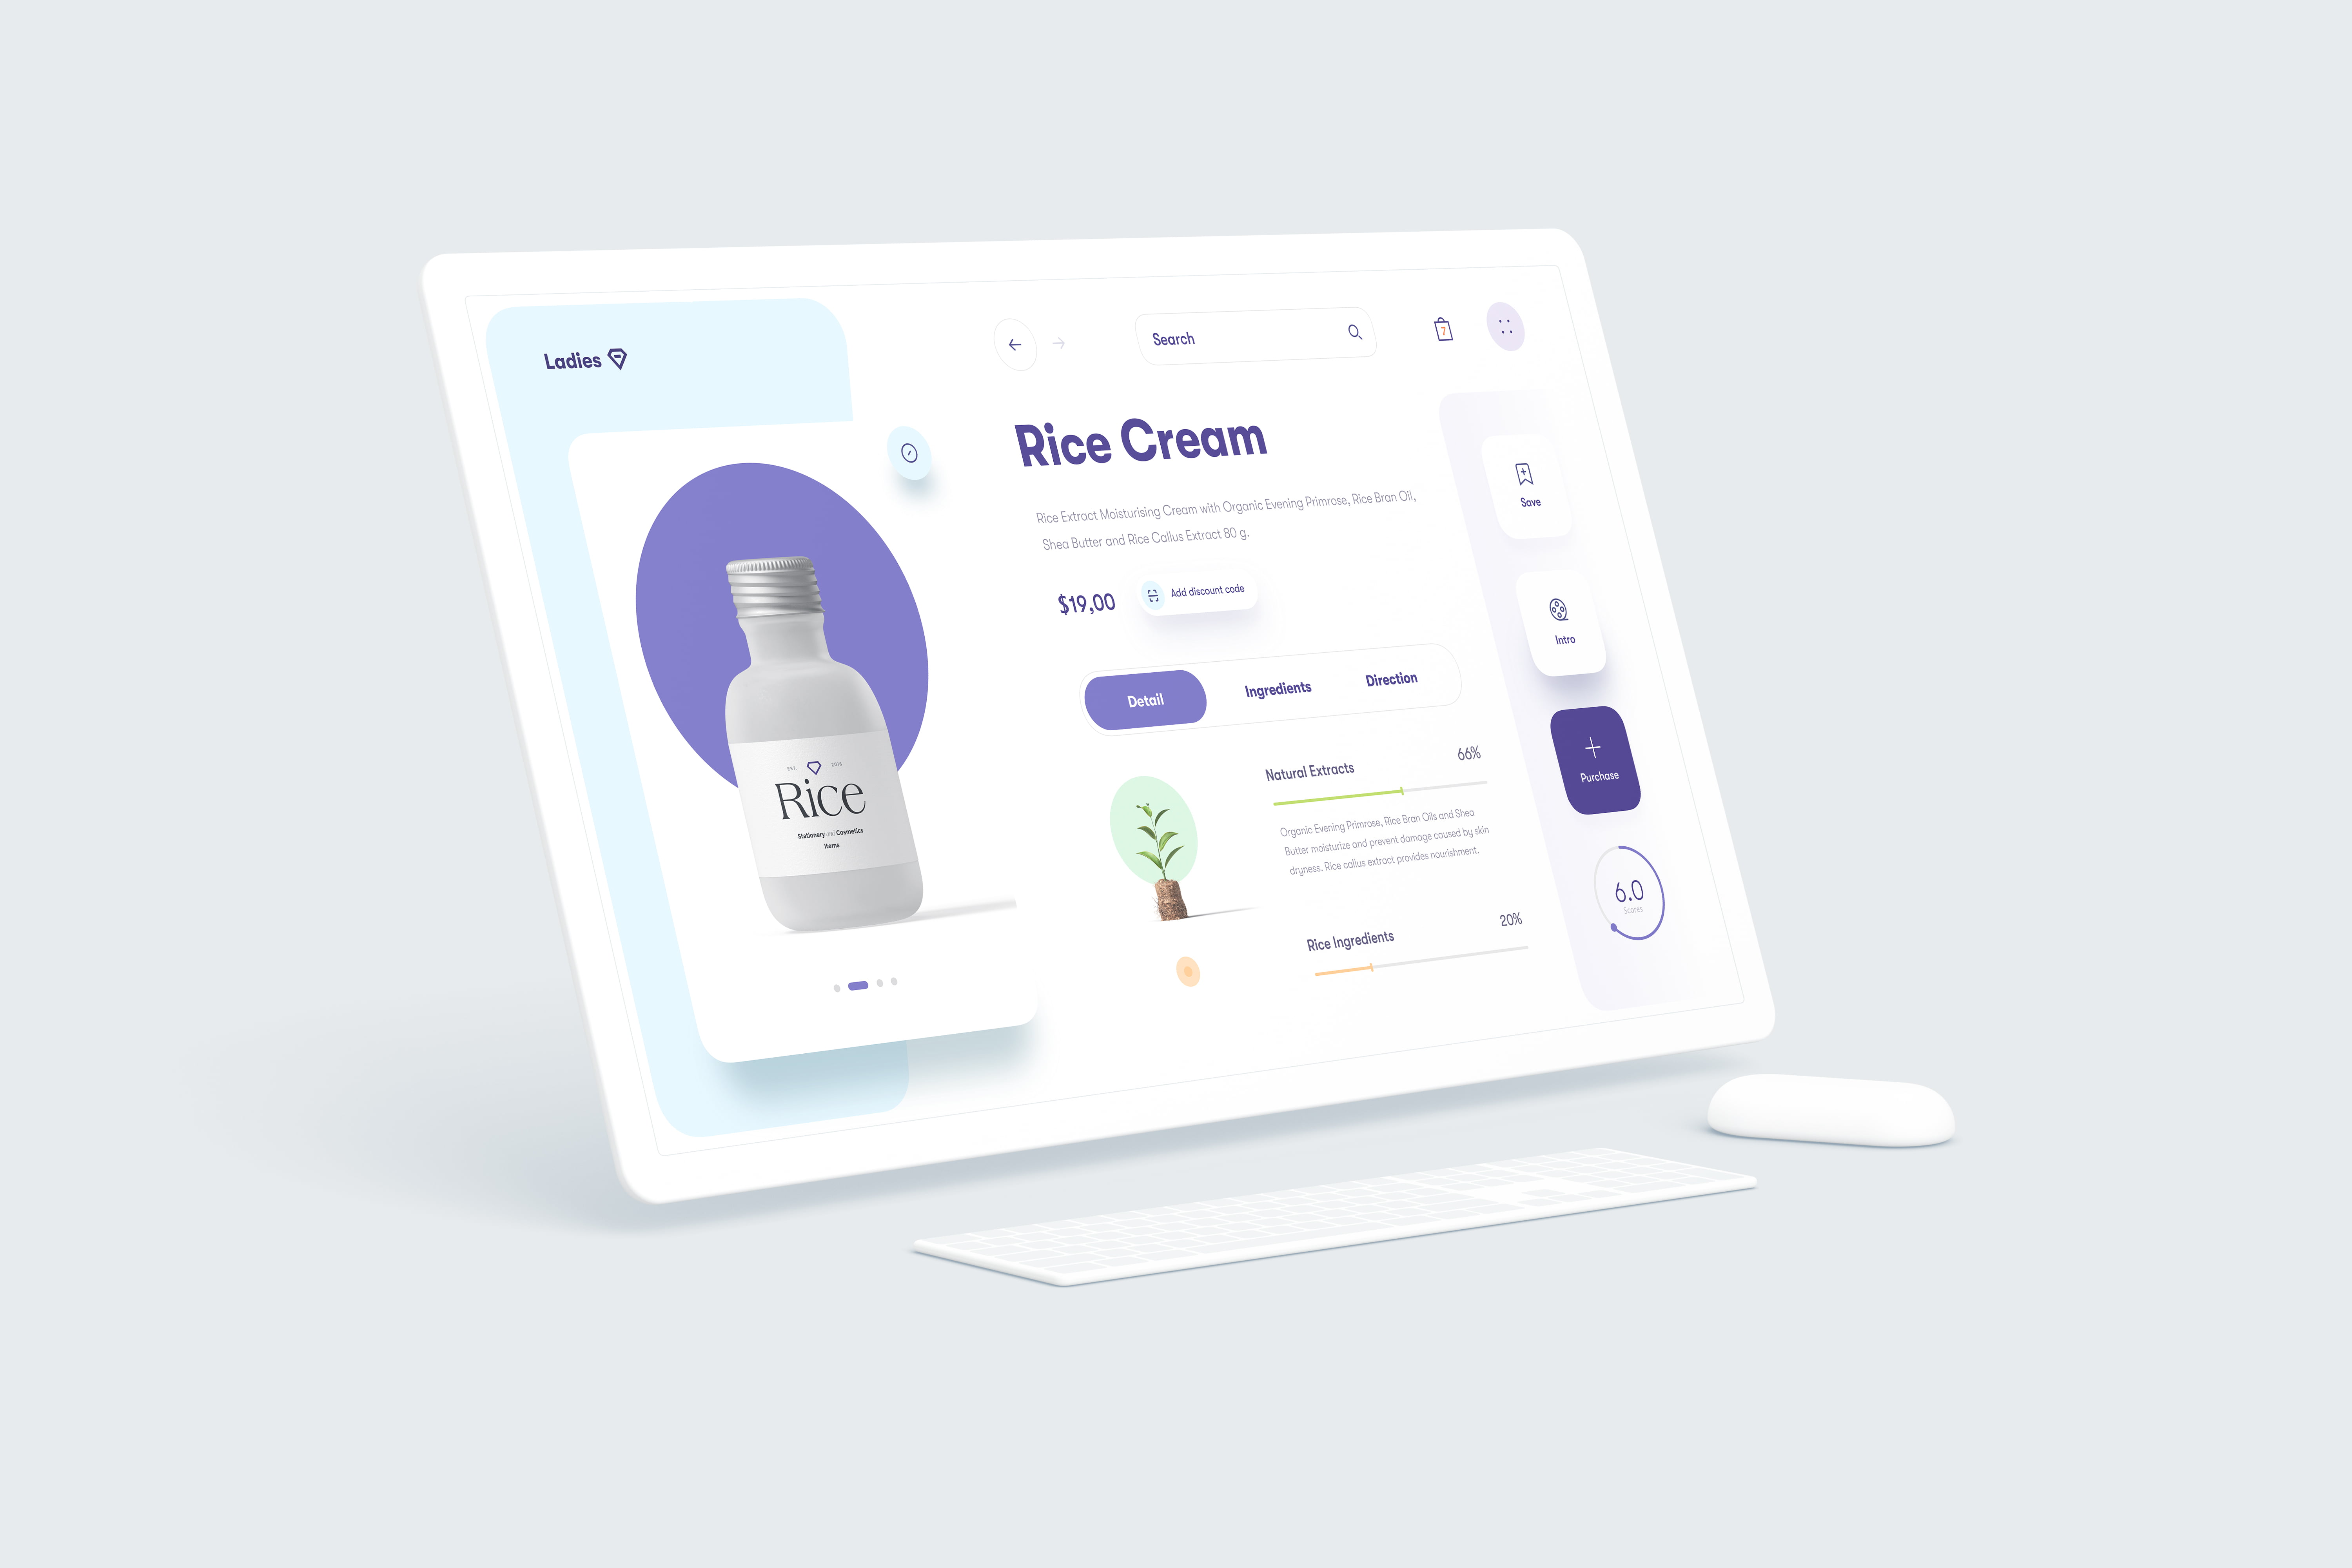 Ladies
Search
7
Rice Cream
Rice Extract Moisturising Cream with Organic Evening Primrose, Rice Bran Oil,
Shea Butter and Rice Callus Extract 80 g.
$19,00
Add discount code
Detail
Ingredients
Direction
Natural Extracts
66%
Organic Evening Primrose, Rice Bran Oils and Shea
Butter moisturize and prevent damage caused by skin
dryness. Rice callus extract provides nourishment.
Rice Ingredients
20%
Save
Intro
Purchase
6.0
Scores
EST. 2018
Rice
Stationery and Cosmetics
Items